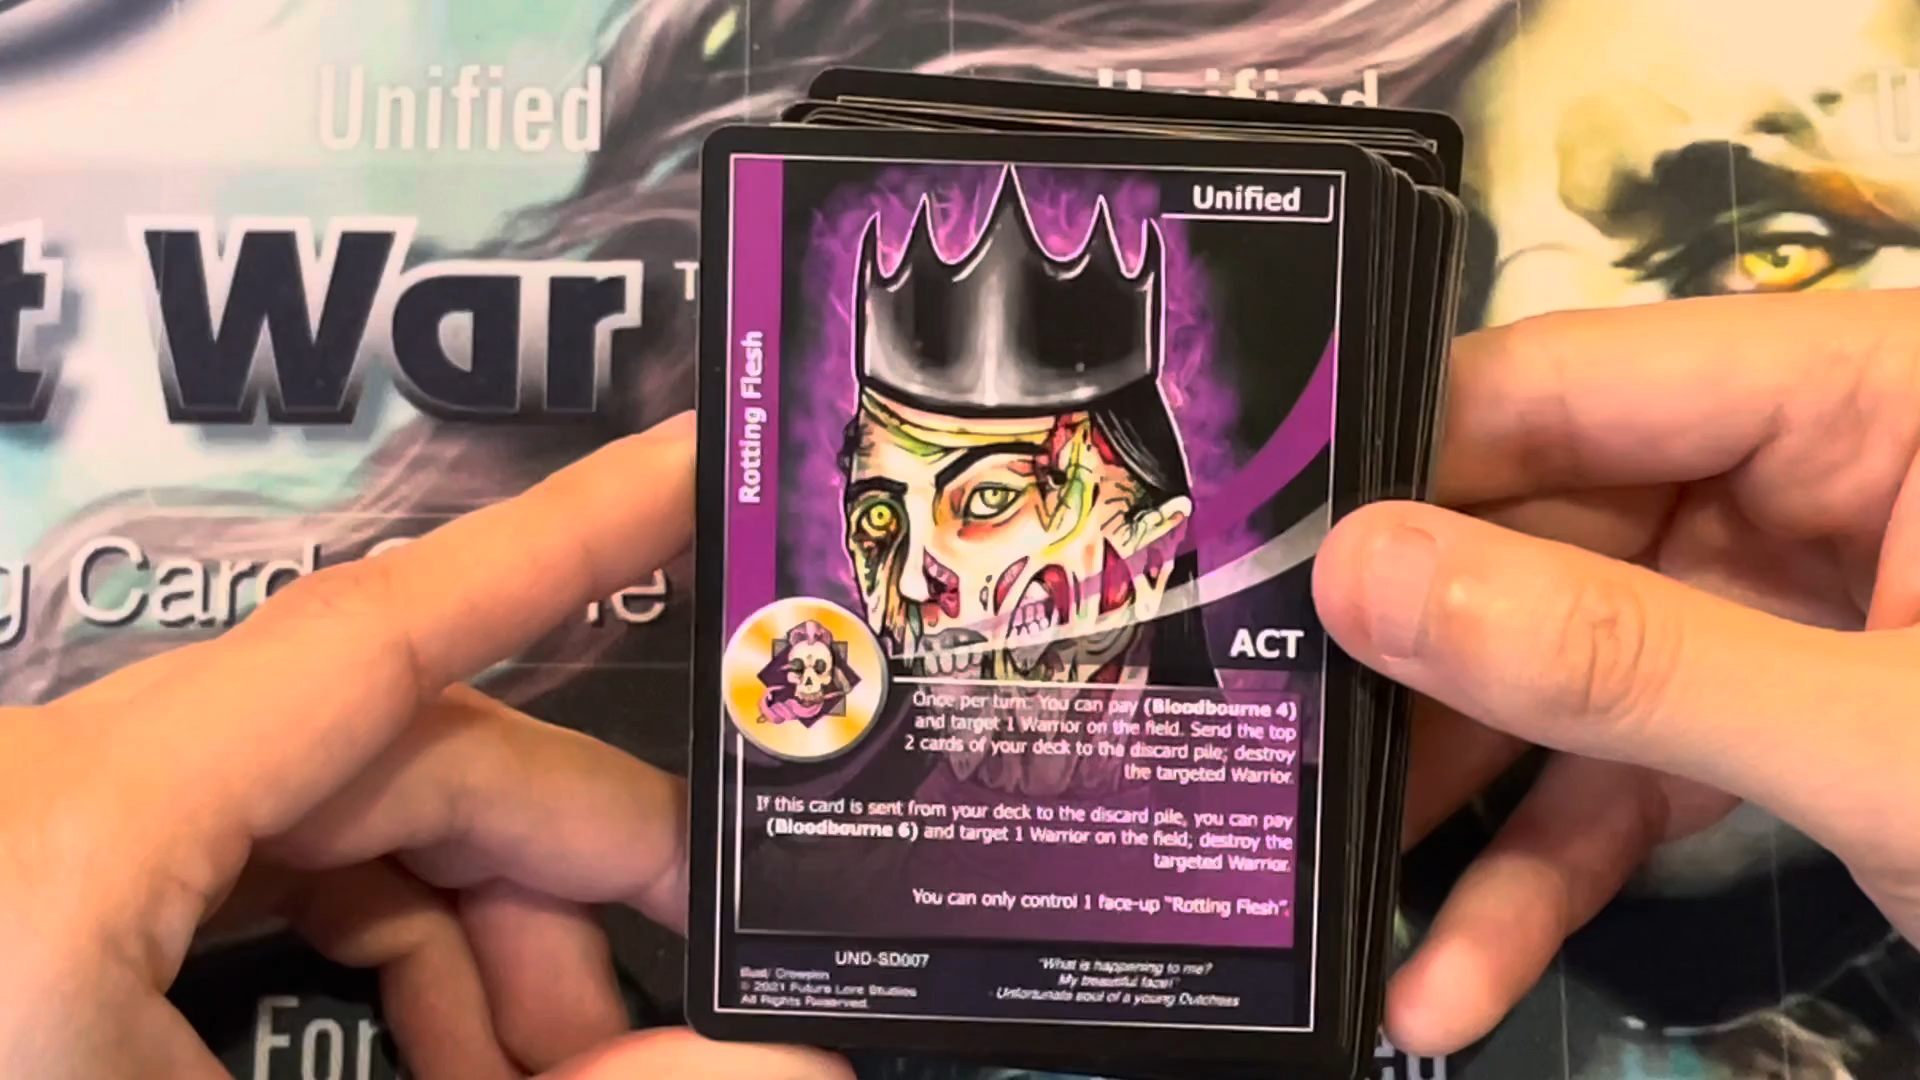 Unified
Unified
t War
g Card
Unified
Rotting Flesh
ACT
Once per turn: You can pay (Bloodbourne 4)
and target 1 Warrior on the field. Send the top
2 cards of your deck to the discard pile; destroy
the targeted Warrior.
If this card is sent from your deck to the discard pile, you can pay
(Bloodbourne 6) and target 1 Warrior on the field; destroy the
targeted Warrior.
You can only control 1 face-up "Rotting Flesh".
UND-SD007
© 2021 Future Lore Studios
All Rights Reserved.
"What is happening to me?
My beautiful face!"
- Unfortunate soul of a young Dutchess
For